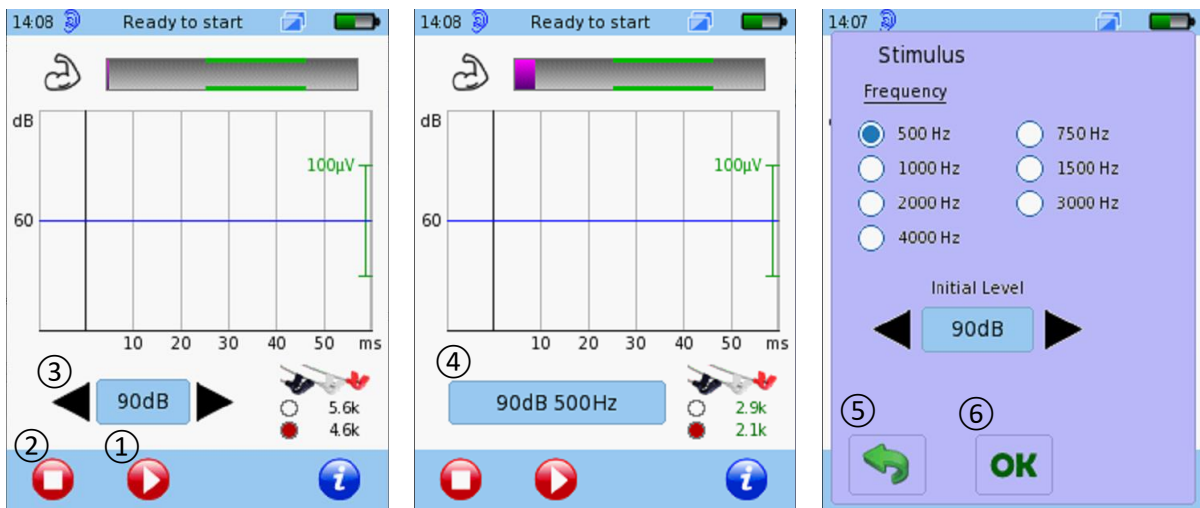 14:08 Ready to start
dB
100µV
60
10 20 30 40 50 ms
③
90dB
5.6k
4.6k
② ①
i
14:08 Ready to start
dB
100µV
60
10 20 30 40 50 ms
④
90dB 500Hz
2.9k
2.1k
i
14:07
Stimulus
Frequency
500 Hz 750 Hz
1000 Hz 1500 Hz
2000 Hz 3000 Hz
4000 Hz
Initial Level
90dB
⑤ ⑥
OK